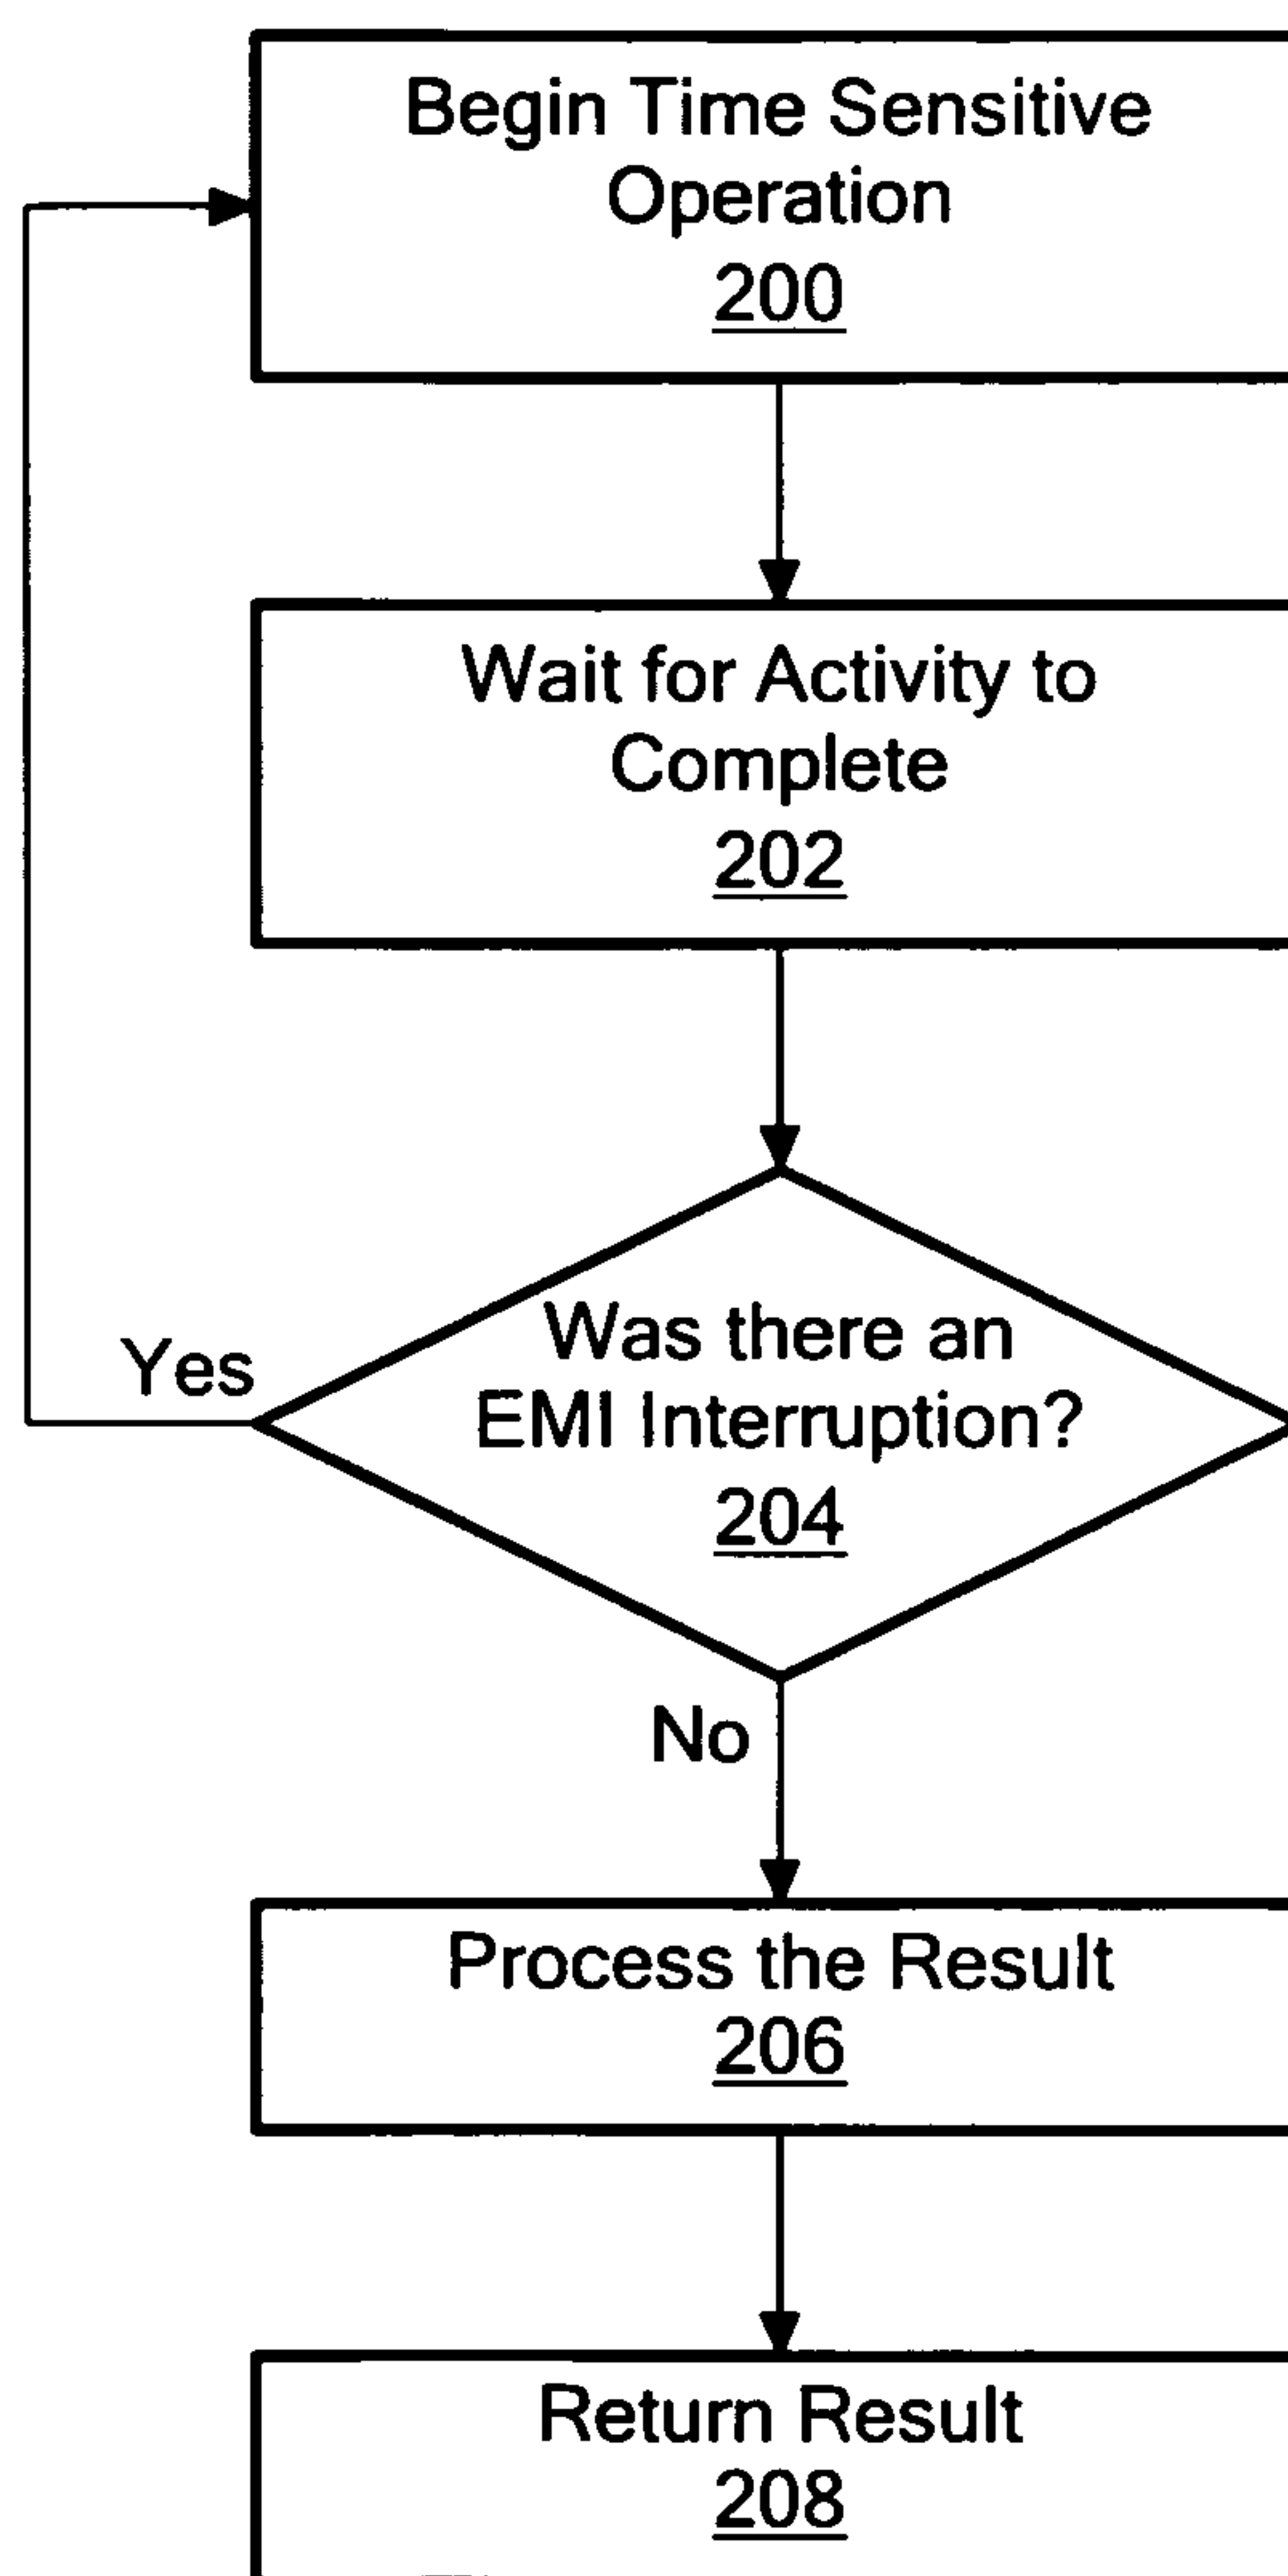 Begin Time Sensitive
Operation
200
Wait for Activity to
Complete
202
Was there an
EMI Interruption?
204
Yes
No
Process the Result
206
Return Result
208